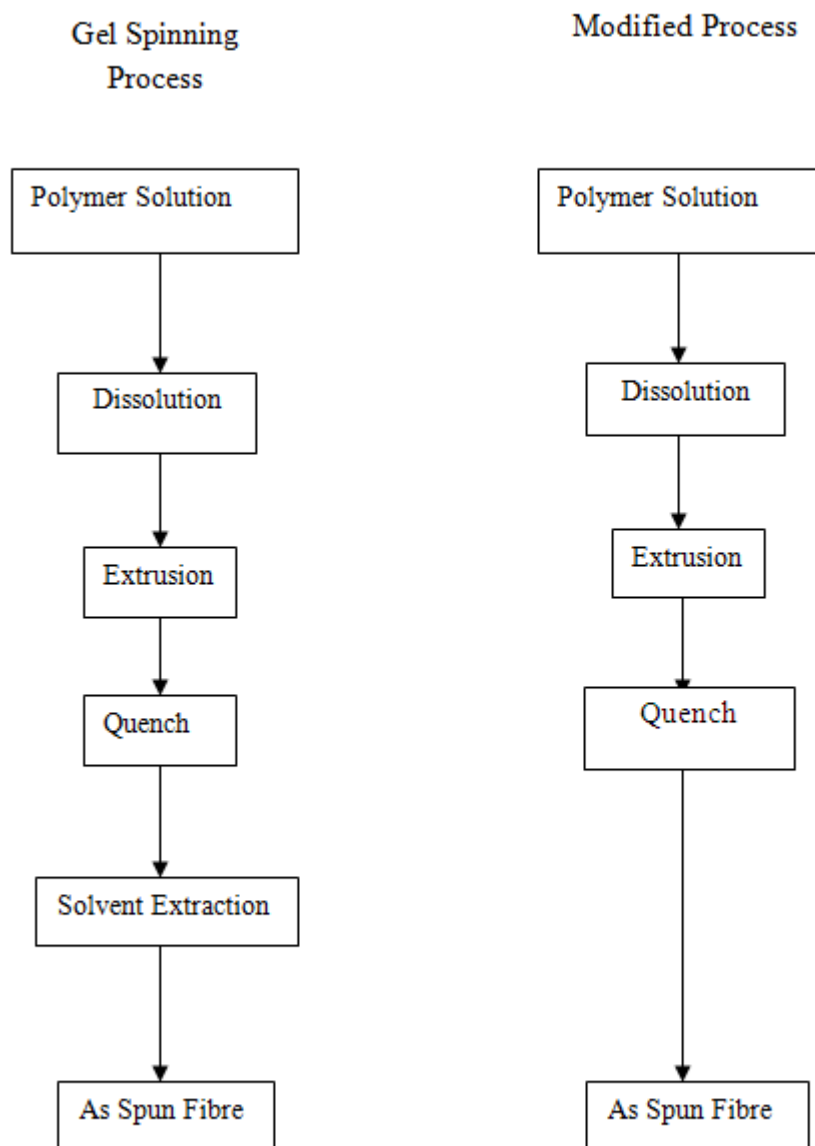 Gel Spinning
Process
Polymer Solution
Dissolution
Extrusion
Quench
Solvent Extraction
As Spun Fibre
Modified Process
Polymer Solution
Dissolution
Extrusion
Quench
As Spun Fibre